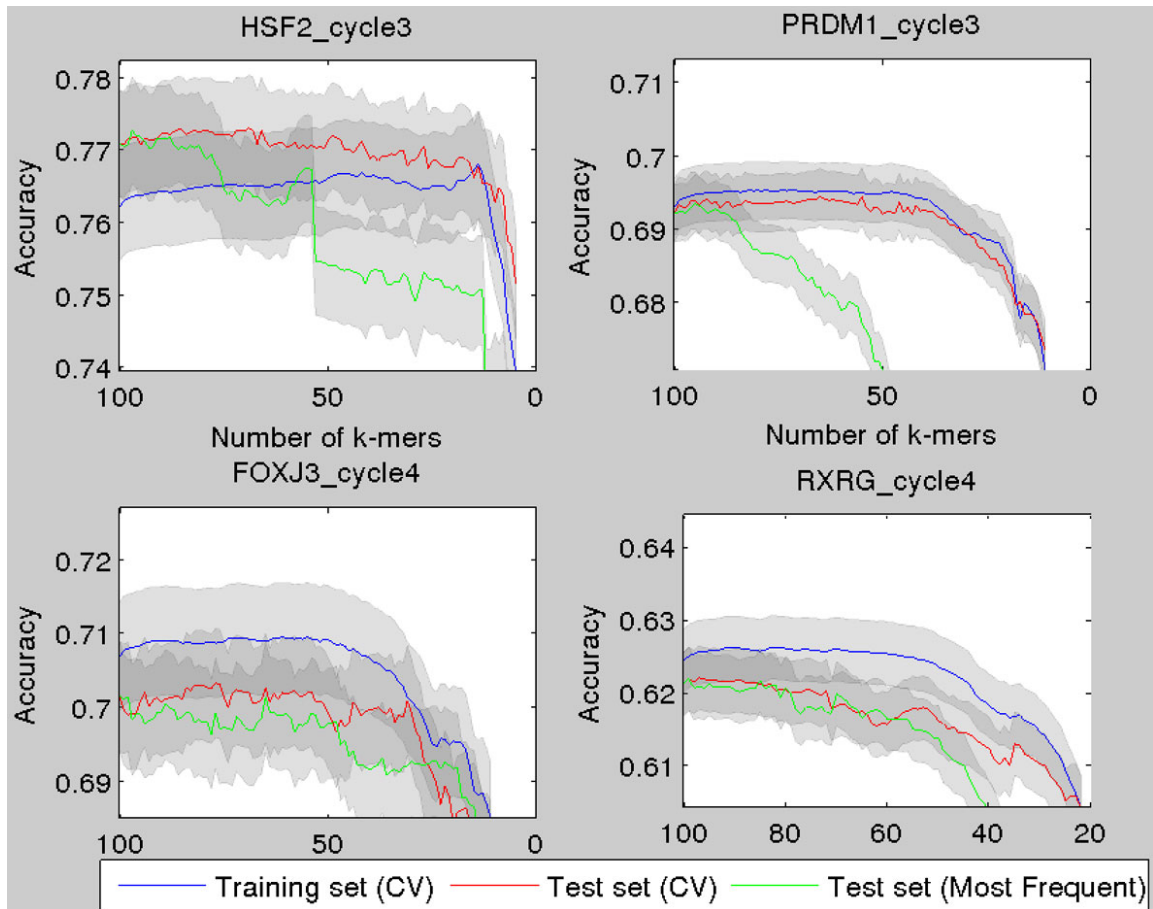 HSF2_cycle3
PRDM1_cycle3
Accuracy
0.78
0.77
0.76
0.75
0.74
100
50
0
Number of k-mers
Accuracy
0.71
0.7
0.69
0.68
100
50
0
Number of k-mers
FOXJ3_cycle4
RXRG_cycle4
Accuracy
0.72
0.71
0.7
0.69
100
50
0
Accuracy
0.64
0.63
0.62
0.61
100
80
60
40
20
Training set (CV)
Test set (CV)
Test set (Most Frequent)